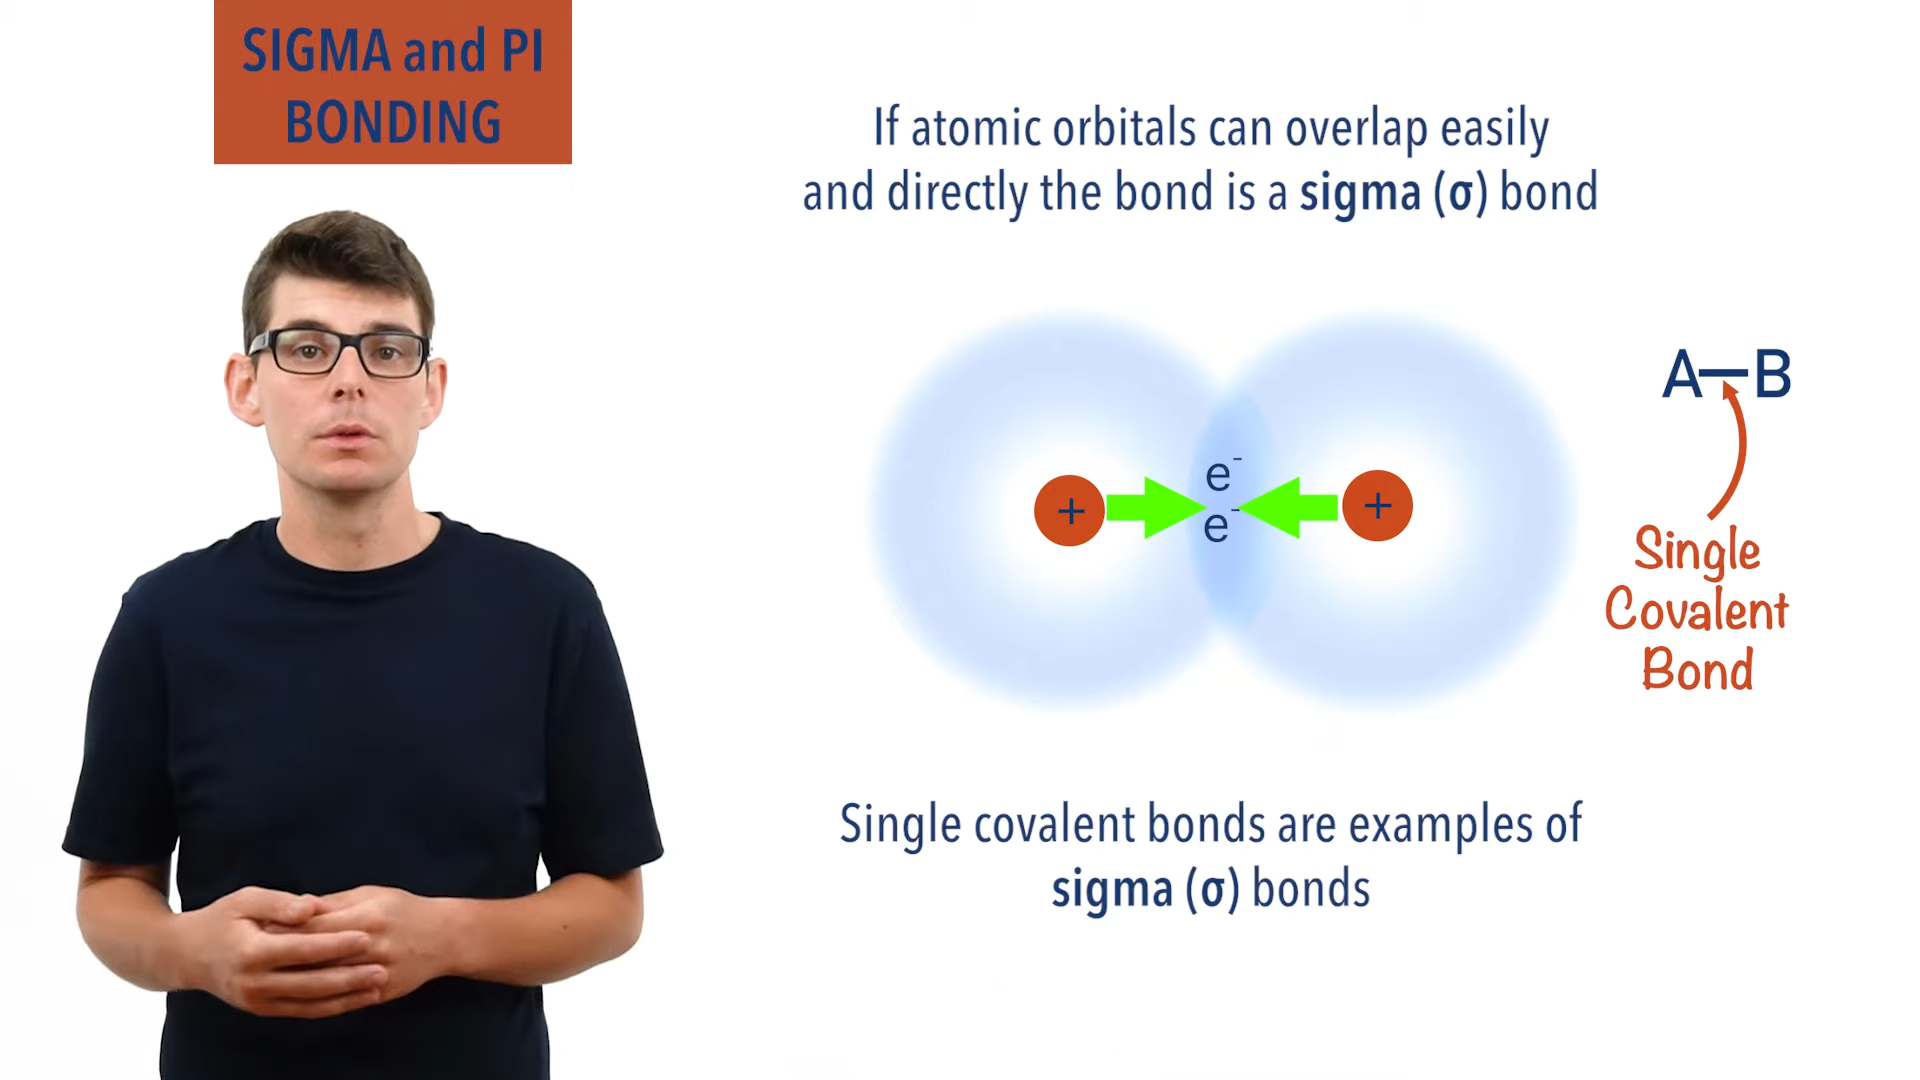 SIGMA and PI
BONDING
If atomic orbitals can overlap easily
and directly the bond is a sigma (σ) bond
A—B
+
e⁻
e⁻
+
Single
Covalent
Bond
Single covalent bonds are examples of
sigma (σ) bonds